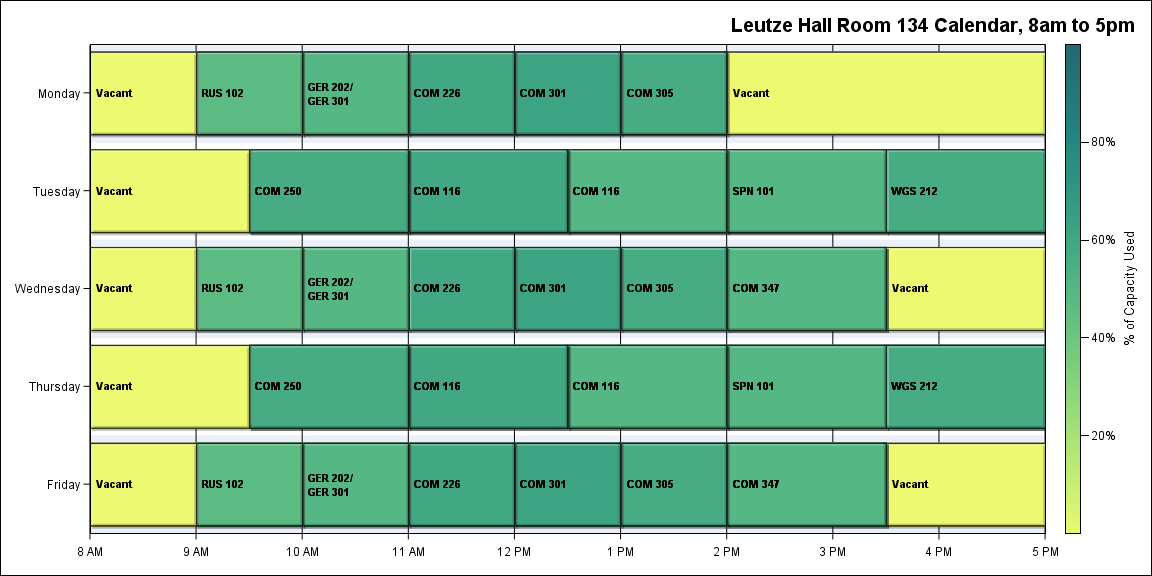 Leutze Hall Room 134 Calendar, 8am to 5pm
Monday
Vacant
RUS 102
GER 202/
GER 301
COM 226
COM 301
COM 305
Vacant
Tuesday
Vacant
COM 250
COM 116
COM 116
SPN 101
WGS 212
Wednesday
Vacant
RUS 102
GER 202/
GER 301
COM 226
COM 301
COM 305
COM 347
Vacant
Thursday
Vacant
COM 250
COM 116
COM 116
SPN 101
WGS 212
Friday
Vacant
RUS 102
GER 202/
GER 301
COM 226
COM 301
COM 305
COM 347
Vacant
8 AM
9 AM
10 AM
11 AM
12 PM
1 PM
2 PM
3 PM
4 PM
5 PM
80%
60%
40%
20%
% of Capacity Used